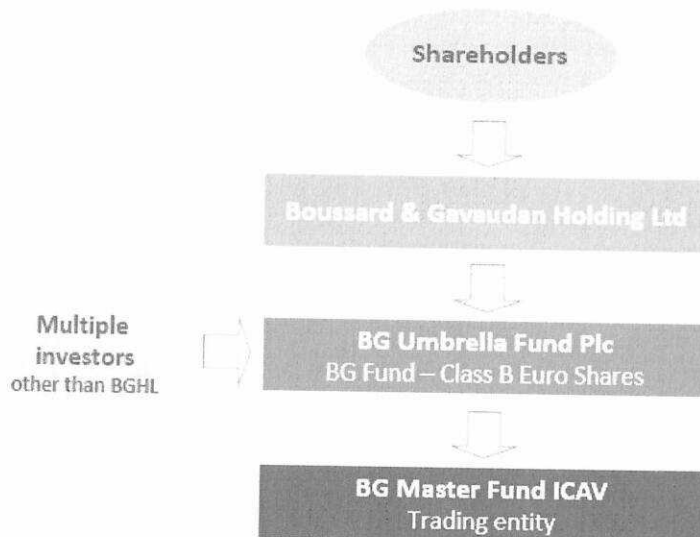 Shareholders
Boussard & Gavaudan Holding Ltd
Multiple
investors
other than BGHL
BG Umbrella Fund Plc
BG Fund – Class B Euro Shares
BG Master Fund ICAV
Trading entity